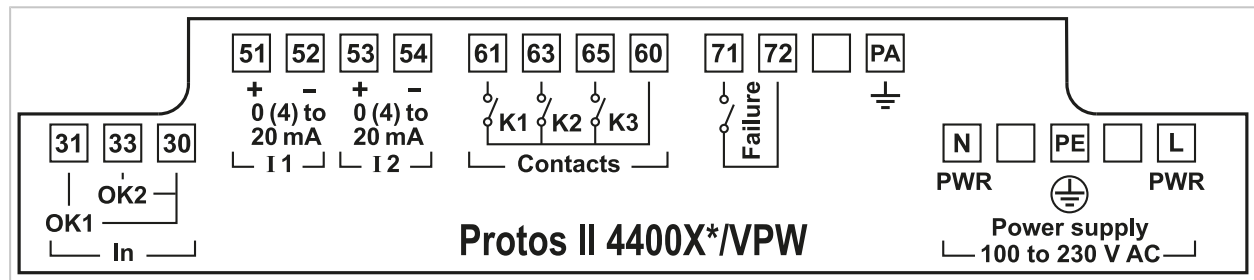 51 52 53 54 61 63 65 60 71 72 PA
+ – + –
0 (4) to 0 (4) to
20 mA 20 mA
I 1 I 2
K1 K2 K3
Contacts
Failure
31 33 30
OK2
OK1
In
Protos II 4400X*/VPW
N PE L
PWR PWR
Power supply
100 to 230 V AC